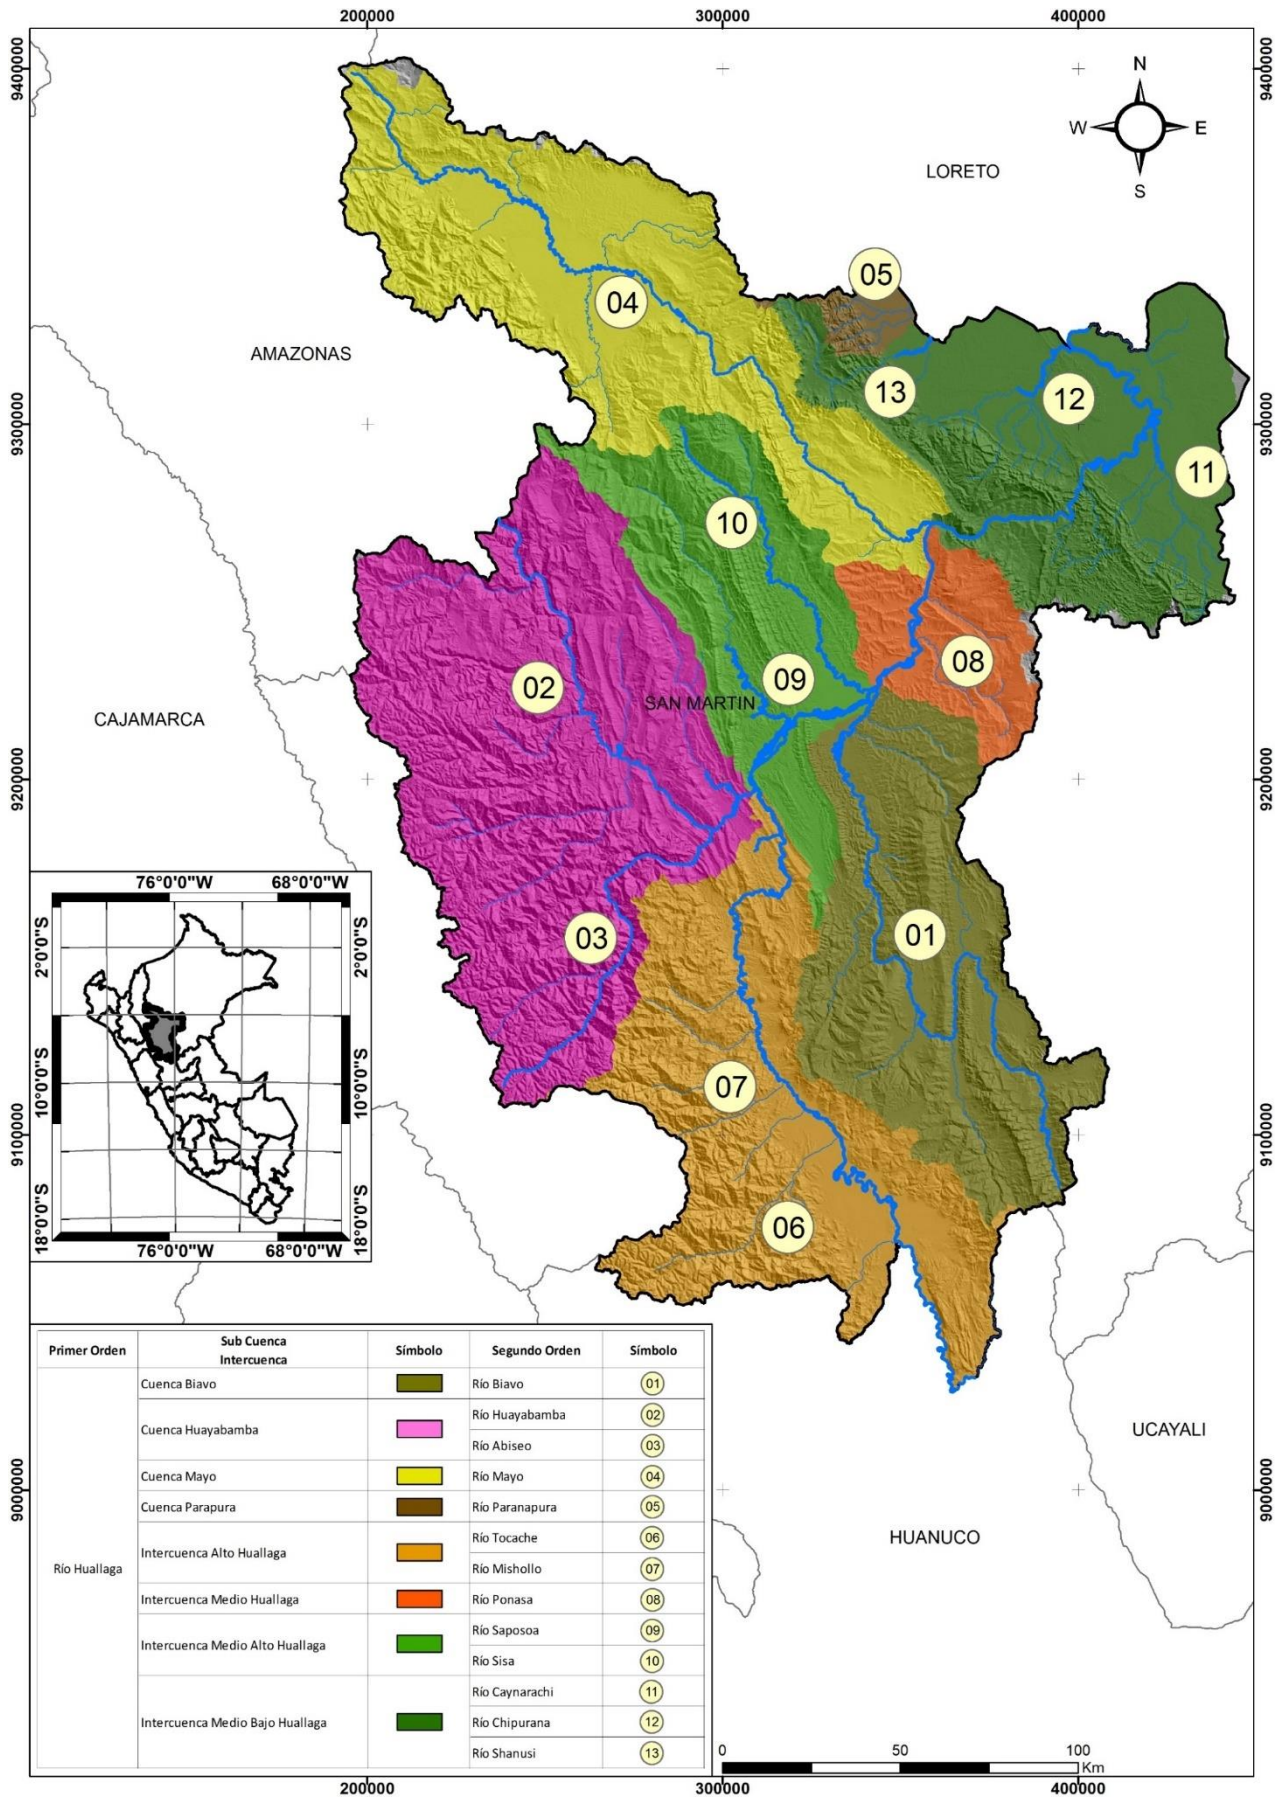 200000 300000 400000
9400000 9400000
N
W E
S
LORETO
05
04
AMAZONAS
13
12
9300000 9300000
11
10
08
02
09
SAN MARTIN
CAJAMARCA
9200000 9200000
76°0'0"W 68°0'0"W
2°0'0"S 2°0'0"S
03
01
10°0'0"S 10°0'0"S
07
9100000 9100000
18°0'0"S 18°0'0"S
06
76°0'0"W 68°0'0"W
Primer Orden Sub Cuenca Intercuenca Símbolo Segundo Orden Símbolo
Cuenca Biavo Río Biavo 01
Cuenca Huayabamba Río Huayabamba 02
Río Abiseo 03
Cuenca Mayo Río Mayo 04
Cuenca Parapura Río Paranapura 05
Intercuenca Alto Huallaga Río Tocache 06
Río Huallaga Río Mishollo 07
Intercuenca Medio Huallaga Río Ponasa 08
Intercuenca Medio Alto Huallaga Río Saposoa 09
Río Sisa 10
Intercuenca Medio Bajo Huallaga Río Caynarachi 11
Río Chipurana 12
Río Shanusi 13
UCAYALI
9000000 9000000
HUANUCO
0 50 100
Km
200000 300000 400000